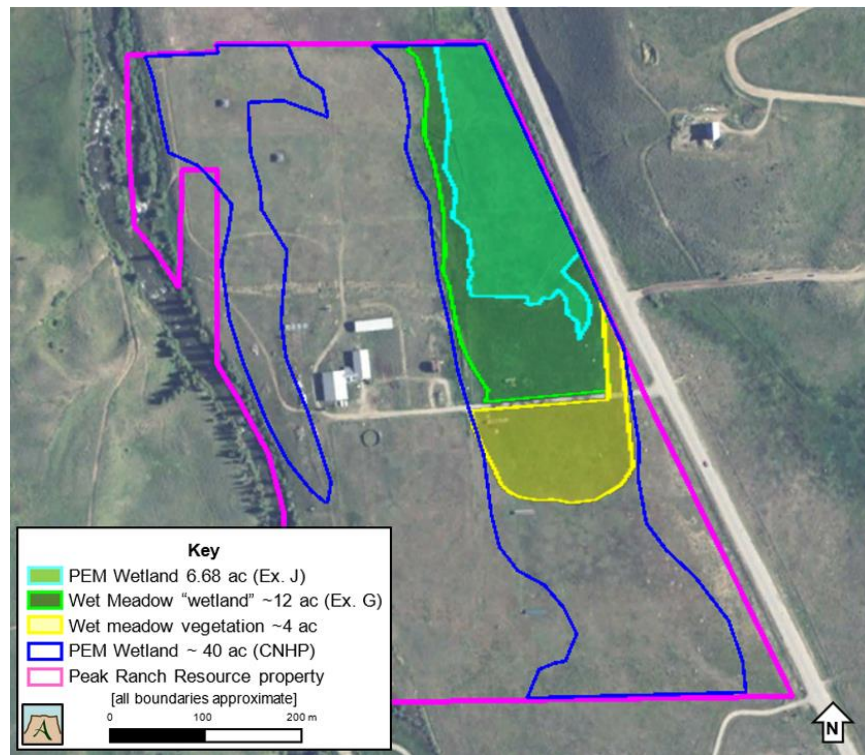 Key
PEM Wetland 6.68 ac (Ex. J)
Wet Meadow “wetland” ~12 ac (Ex. G)
Wet meadow vegetation ~4 ac
PEM Wetland ~ 40 ac (CNHP)
Peak Ranch Resource property
[all boundaries approximate]
0 100 200 m
A
N